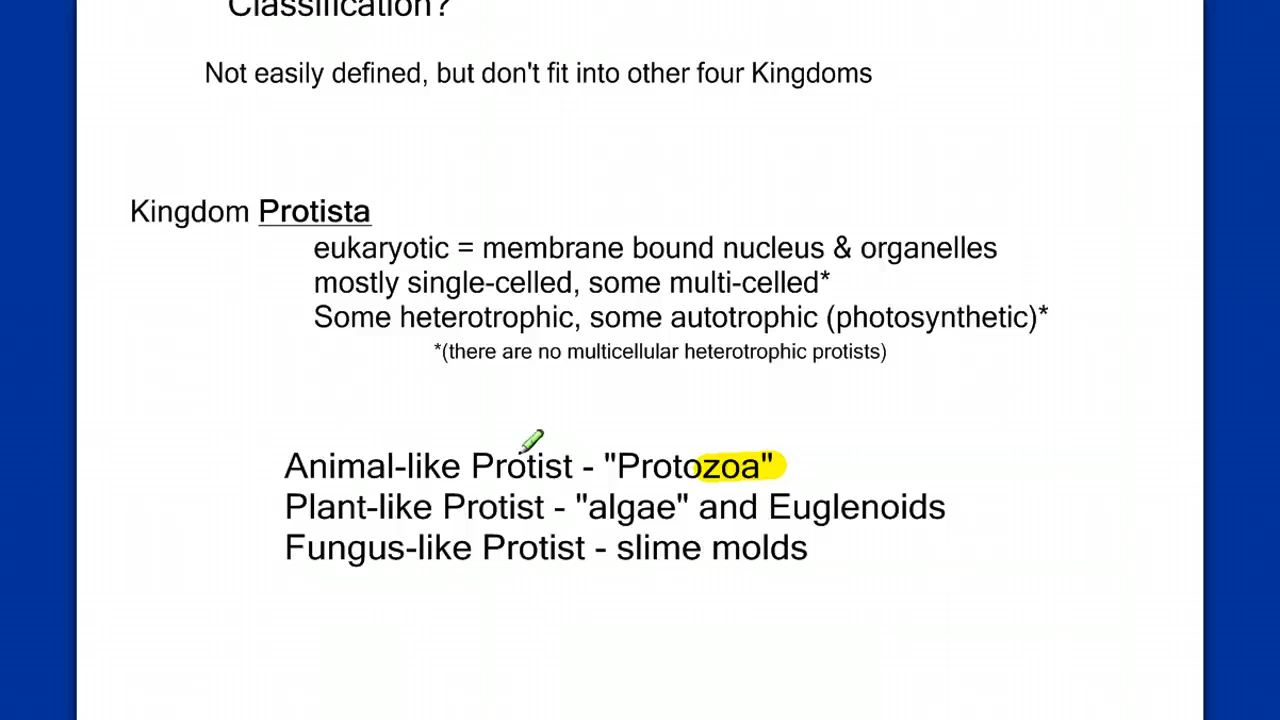 Classification?
Not easily defined, but don't fit into other four Kingdoms
Kingdom Protista
eukaryotic = membrane bound nucleus & organelles
mostly single-celled, some multi-celled*
Some heterotrophic, some autotrophic (photosynthetic)*
*(there are no multicellular heterotrophic protists)
Animal-like Protist - "Protozoa"
Plant-like Protist - "algae" and Euglenoids
Fungus-like Protist - slime molds